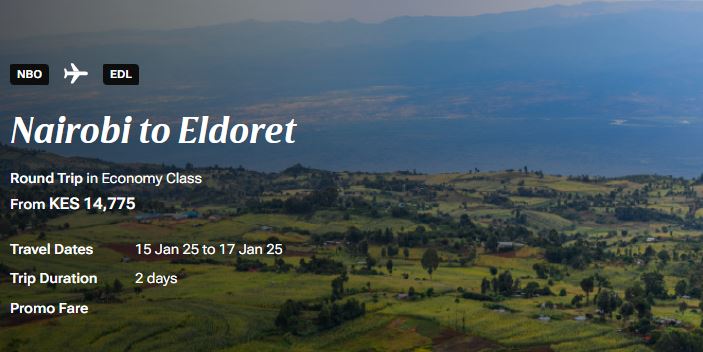 NBO EDL
Nairobi to Eldoret
Round Trip in Economy Class
From KES 14,775
Travel Dates 15 Jan 25 to 17 Jan 25
Trip Duration 2 days
Promo Fare